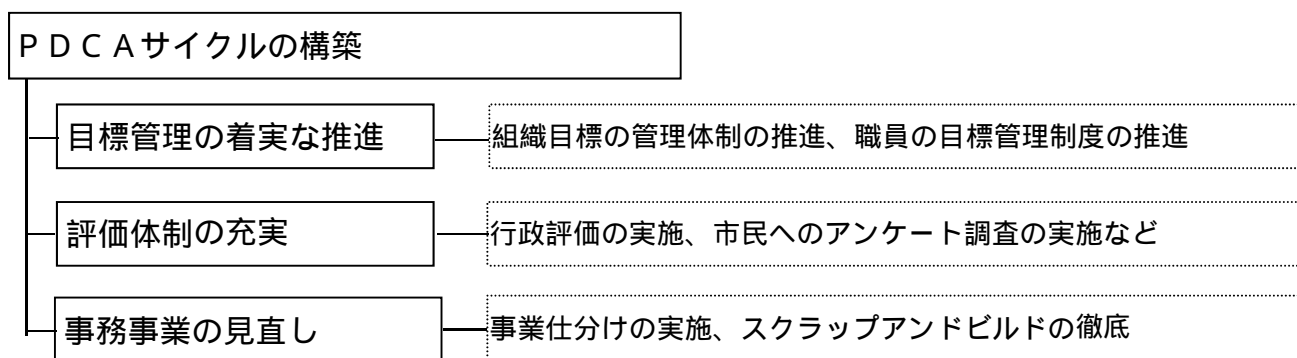 ＰＤＣＡサイクルの構築
目標管理の着実な推進
組織目標の管理体制の推進、職員の目標管理制度の推進
評価体制の充実
行政評価の実施、市民へのアンケート調査の実施など
事務事業の見直し
事業仕分けの実施、スクラップアンドビルドの徹底